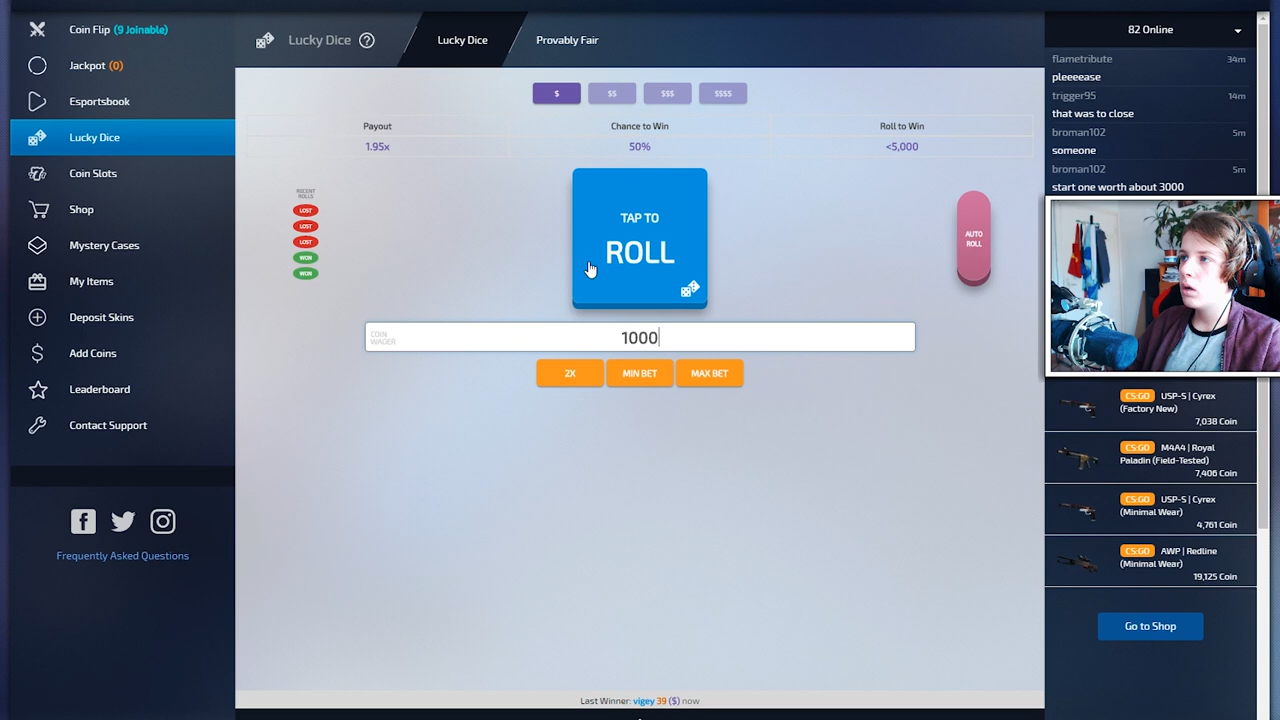 Coin Flip (9 Joinable)
Jackpot (0)
Esportsbook
Lucky Dice
Coin Slots
Shop
Mystery Cases
My Items
Deposit Skins
Add Coins
Leaderboard
Contact Support
Frequently Asked Questions
Lucky Dice ?
Lucky Dice
Provably Fair
$ $$ $$$ $$$$
Payout Chance to Win Roll to Win
1.95x 50% <5,000
RECENT
ROLLS
LOST
LOST
LOST
WON
WON
TAP TO
ROLL
AUTO
ROLL
COIN
WAGER
1000
2X MIN BET MAX BET
Last Winner: vigey 39 ($) now
82 Online
flametribute 34m
pleeeease
trigger95 14m
that was to close
broman102 5m
someone
broman102 5m
start one worth about 3000
CS:GO USP-S | Cyrex
(Factory New)
7,038 Coin
CS:GO M4A4 | Royal
Paladin (Field-Tested)
7,406 Coin
CS:GO USP-S | Cyrex
(Minimal Wear)
4,761 Coin
CS:GO AWP | Redline
(Minimal Wear)
19,125 Coin
Go to Shop